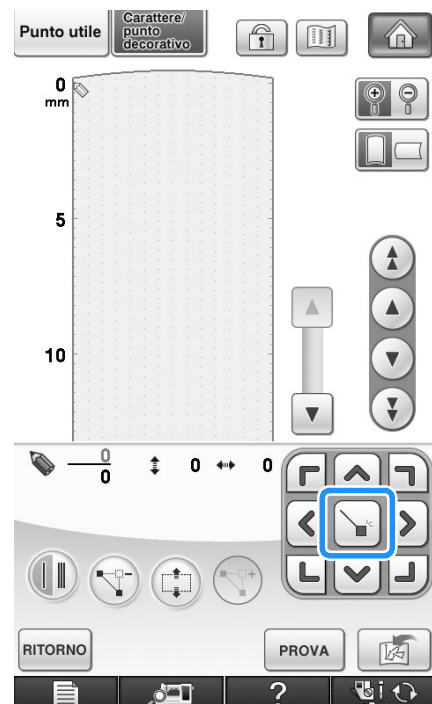 Punto utile
Carattere/
punto
decorativo
0
mm
5
10
0
0
0
0
RITORNO
PROVA
?